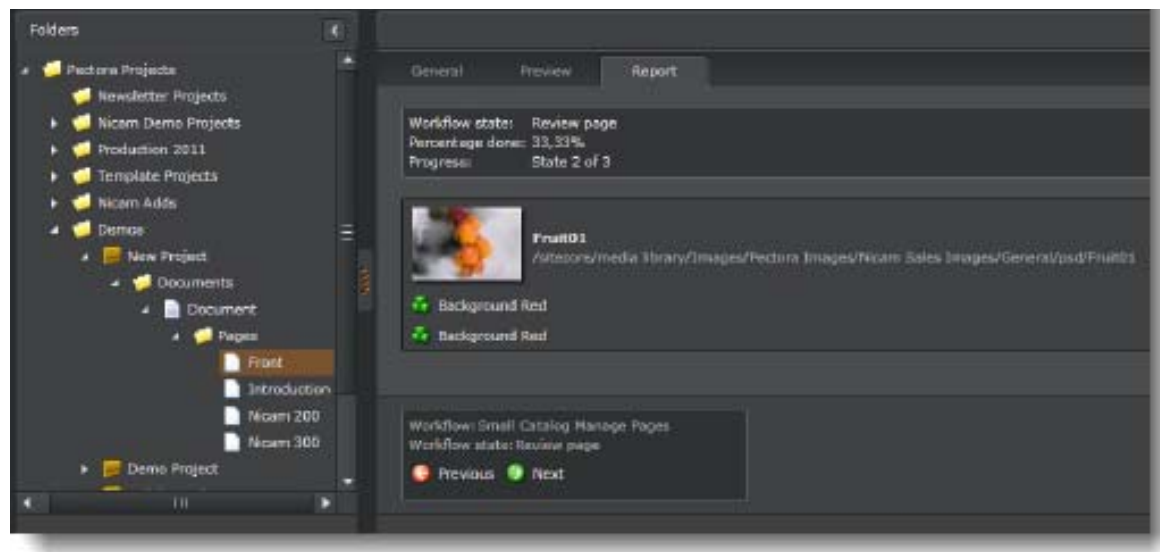 Folders
Pectora Projects
Newsletter Projects
Nicam Demo Projects
Production 2011
Template Projects
Nicam Adds
Demos
New Project
Documents
Document
Pages
Front
Introduction
Nicam 200
Nicam 300
Demo Project
General Preview Report
Workflow state: Review page
Percentage done: 33,33%
Progress: State 2 of 3
Fruit01
/sitecore/media library/Images/Pectora Images/Nicam Sales Images/General/psd/Fruit01
Background Red
Background Red
Workflow: Small Catalog Manage Pages
Workflow state: Review page
Previous Next